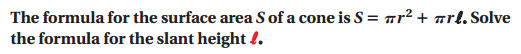 The formula for the surface area S of a cone is S = πr² + πrℓ. Solve
the formula for the slant height ℓ.